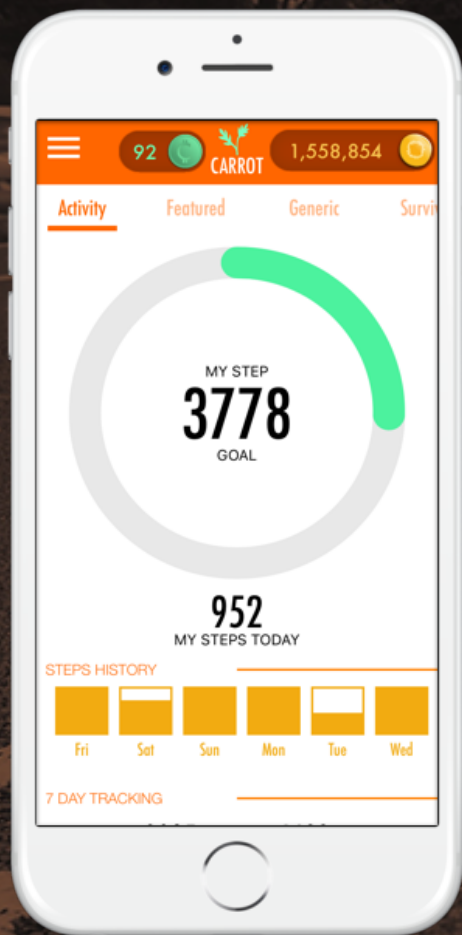 92
CARROT
1,558,854
Activity Featured Generic Surviv
MY STEP
3778
GOAL
952
MY STEPS TODAY
STEPS HISTORY
Fri Sat Sun Mon Tue Wed
7 DAY TRACKING